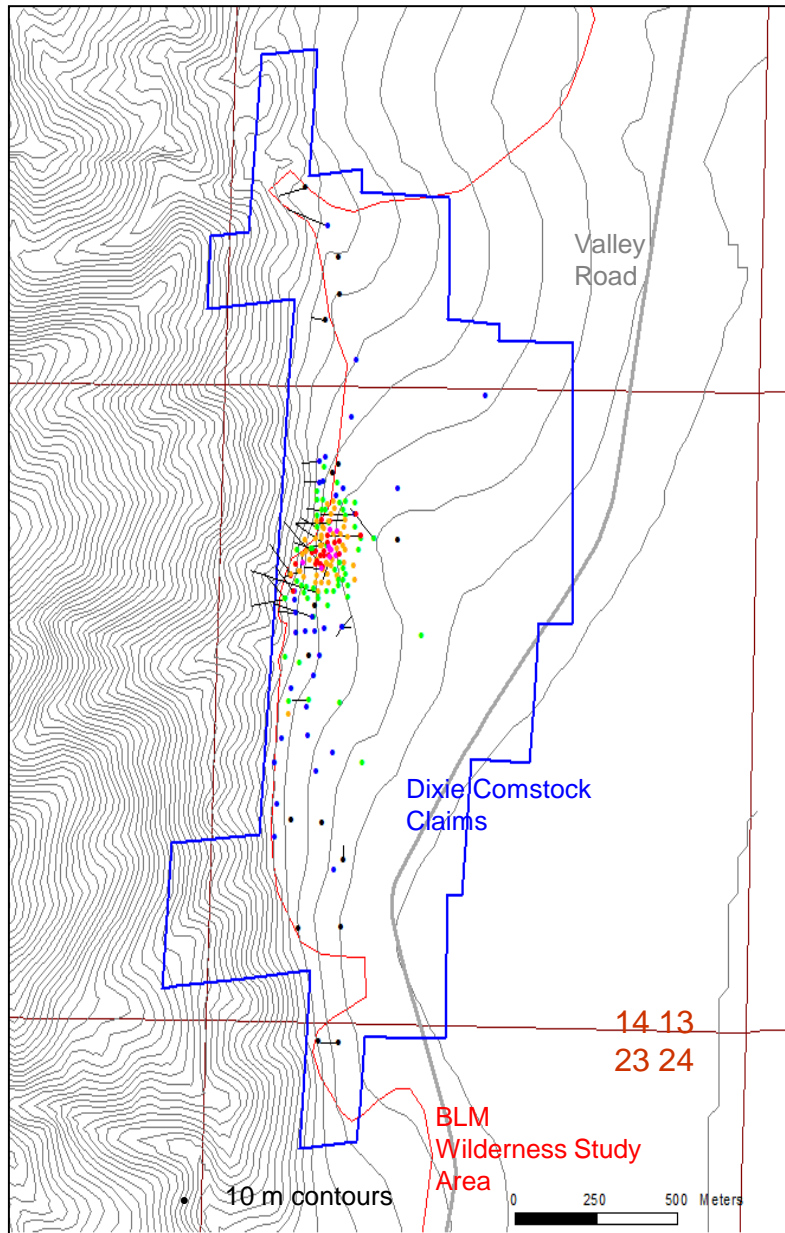 Valley
Road
Dixie Comstock
Claims
14 13
23 24
BLM
Wilderness Study
Area
10 m contours
0 250 500 Meters